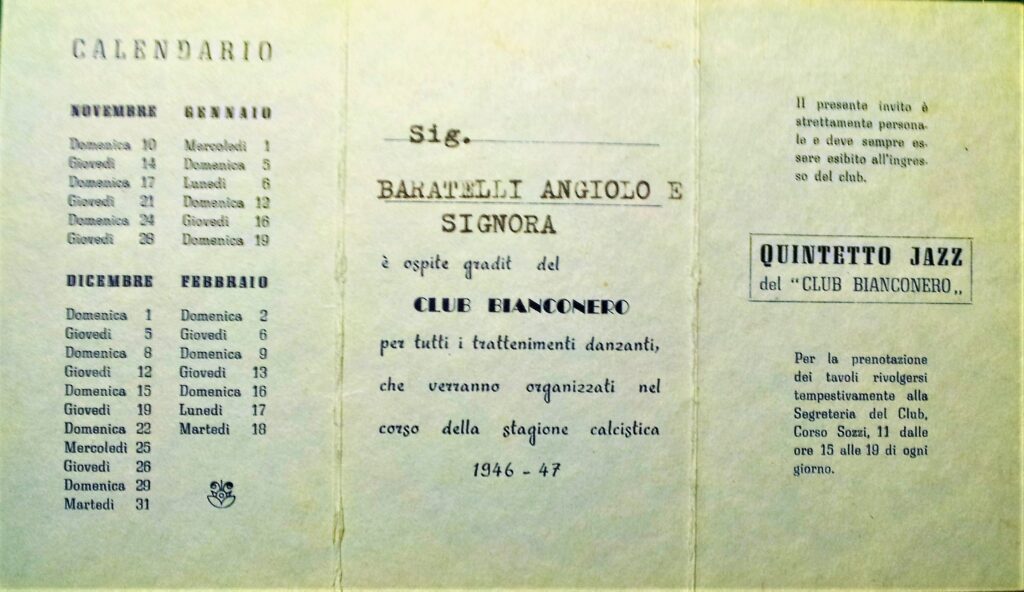 CALENDARIO
NOVEMBRE
Domenica 10
Giovedì 14
Domenica 17
Giovedì 21
Domenica 24
Giovedì 28
DICEMBRE
Domenica 1
Giovedì 5
Domenica 8
Giovedì 12
Domenica 15
Giovedì 19
Domenica 22
Mercoledì 25
Giovedì 26
Domenica 29
Martedì 31
GENNAIO
Mercoledì 1
Domenica 5
Lunedì 6
Domenica 12
Giovedì 16
Domenica 19
FEBBRAIO
Domenica 2
Giovedì 6
Domenica 9
Giovedì 13
Domenica 16
Lunedì 17
Martedì 18
Sig.
BARATELLI ANGIOLO E
SIGNORA
è ospite gradit del
CLUB BIANCONERO
per tutti i trattenimenti danzanti,
che verranno organizzati nel
corso della stagione calcistica
1946 - 47
Il presente invito è
strettamente persona-
le e deve sempre es-
sere esibito all'ingres-
so del club.
QUINTETTO JAZZ
del "CLUB BIANCONERO„
Per la prenotazione
dei tavoli rivolgersi
tempestivamente alla
Segreteria del Club,
Corso Sozzi, 11 dalle
ore 15 alle 19 di ogni
giorno.